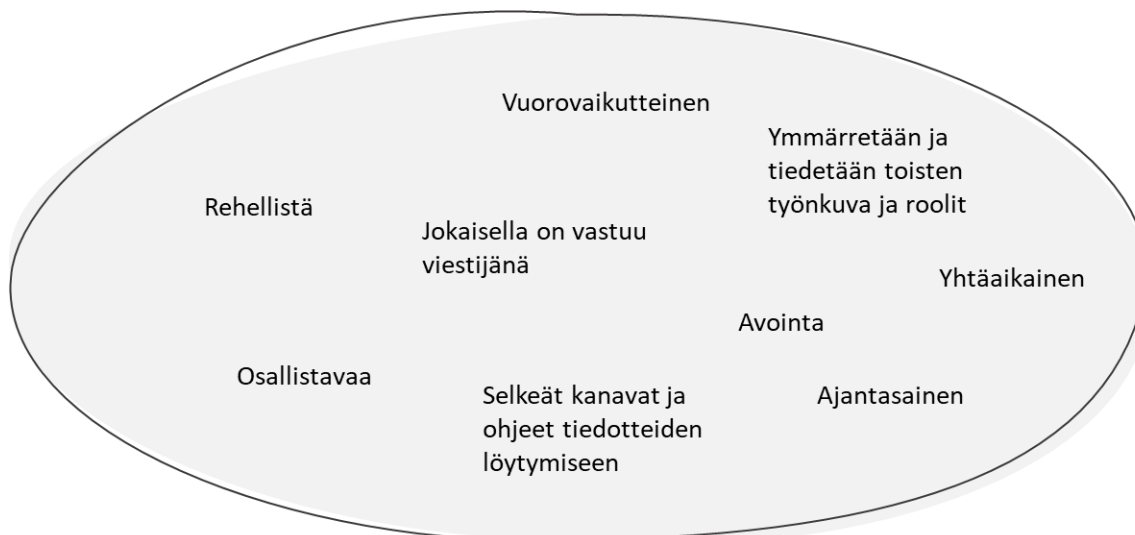 Vuorovaikutteinen
Ymmärretään ja
tiedetään toisten
työnkuva ja roolit
Rehellistä
Jokaisella on vastuu
viestijänä
Yhtäaikainen
Avointa
Osallistavaa
Selkeät kanavat ja
ohjeet tiedotteiden
löytymiseen
Ajantasainen